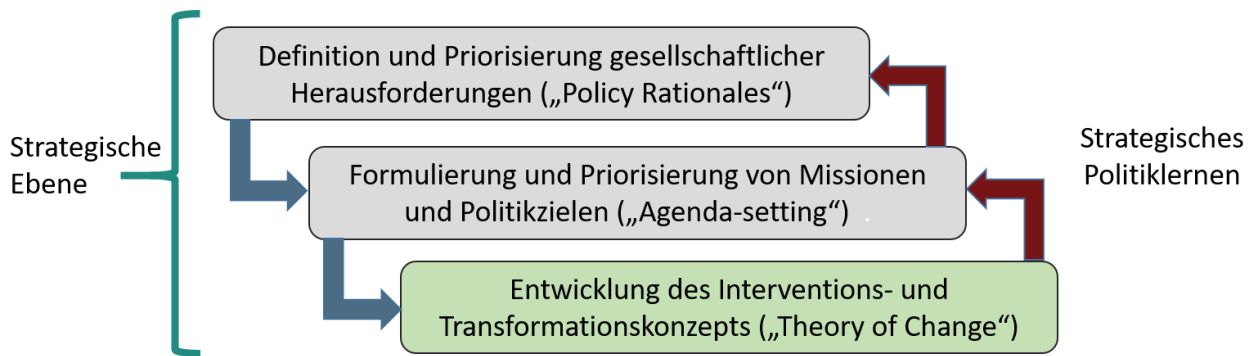 Definition und Priorisierung gesellschaftlicher
Herausforderungen („Policy Rationales“)
Strategische
Ebene
Formulierung und Priorisierung von Missionen
und Politikzielen („Agenda-setting“)
Strategisches
Politiklernen
Entwicklung des Interventions- und
Transformationskonzepts („Theory of Change“)